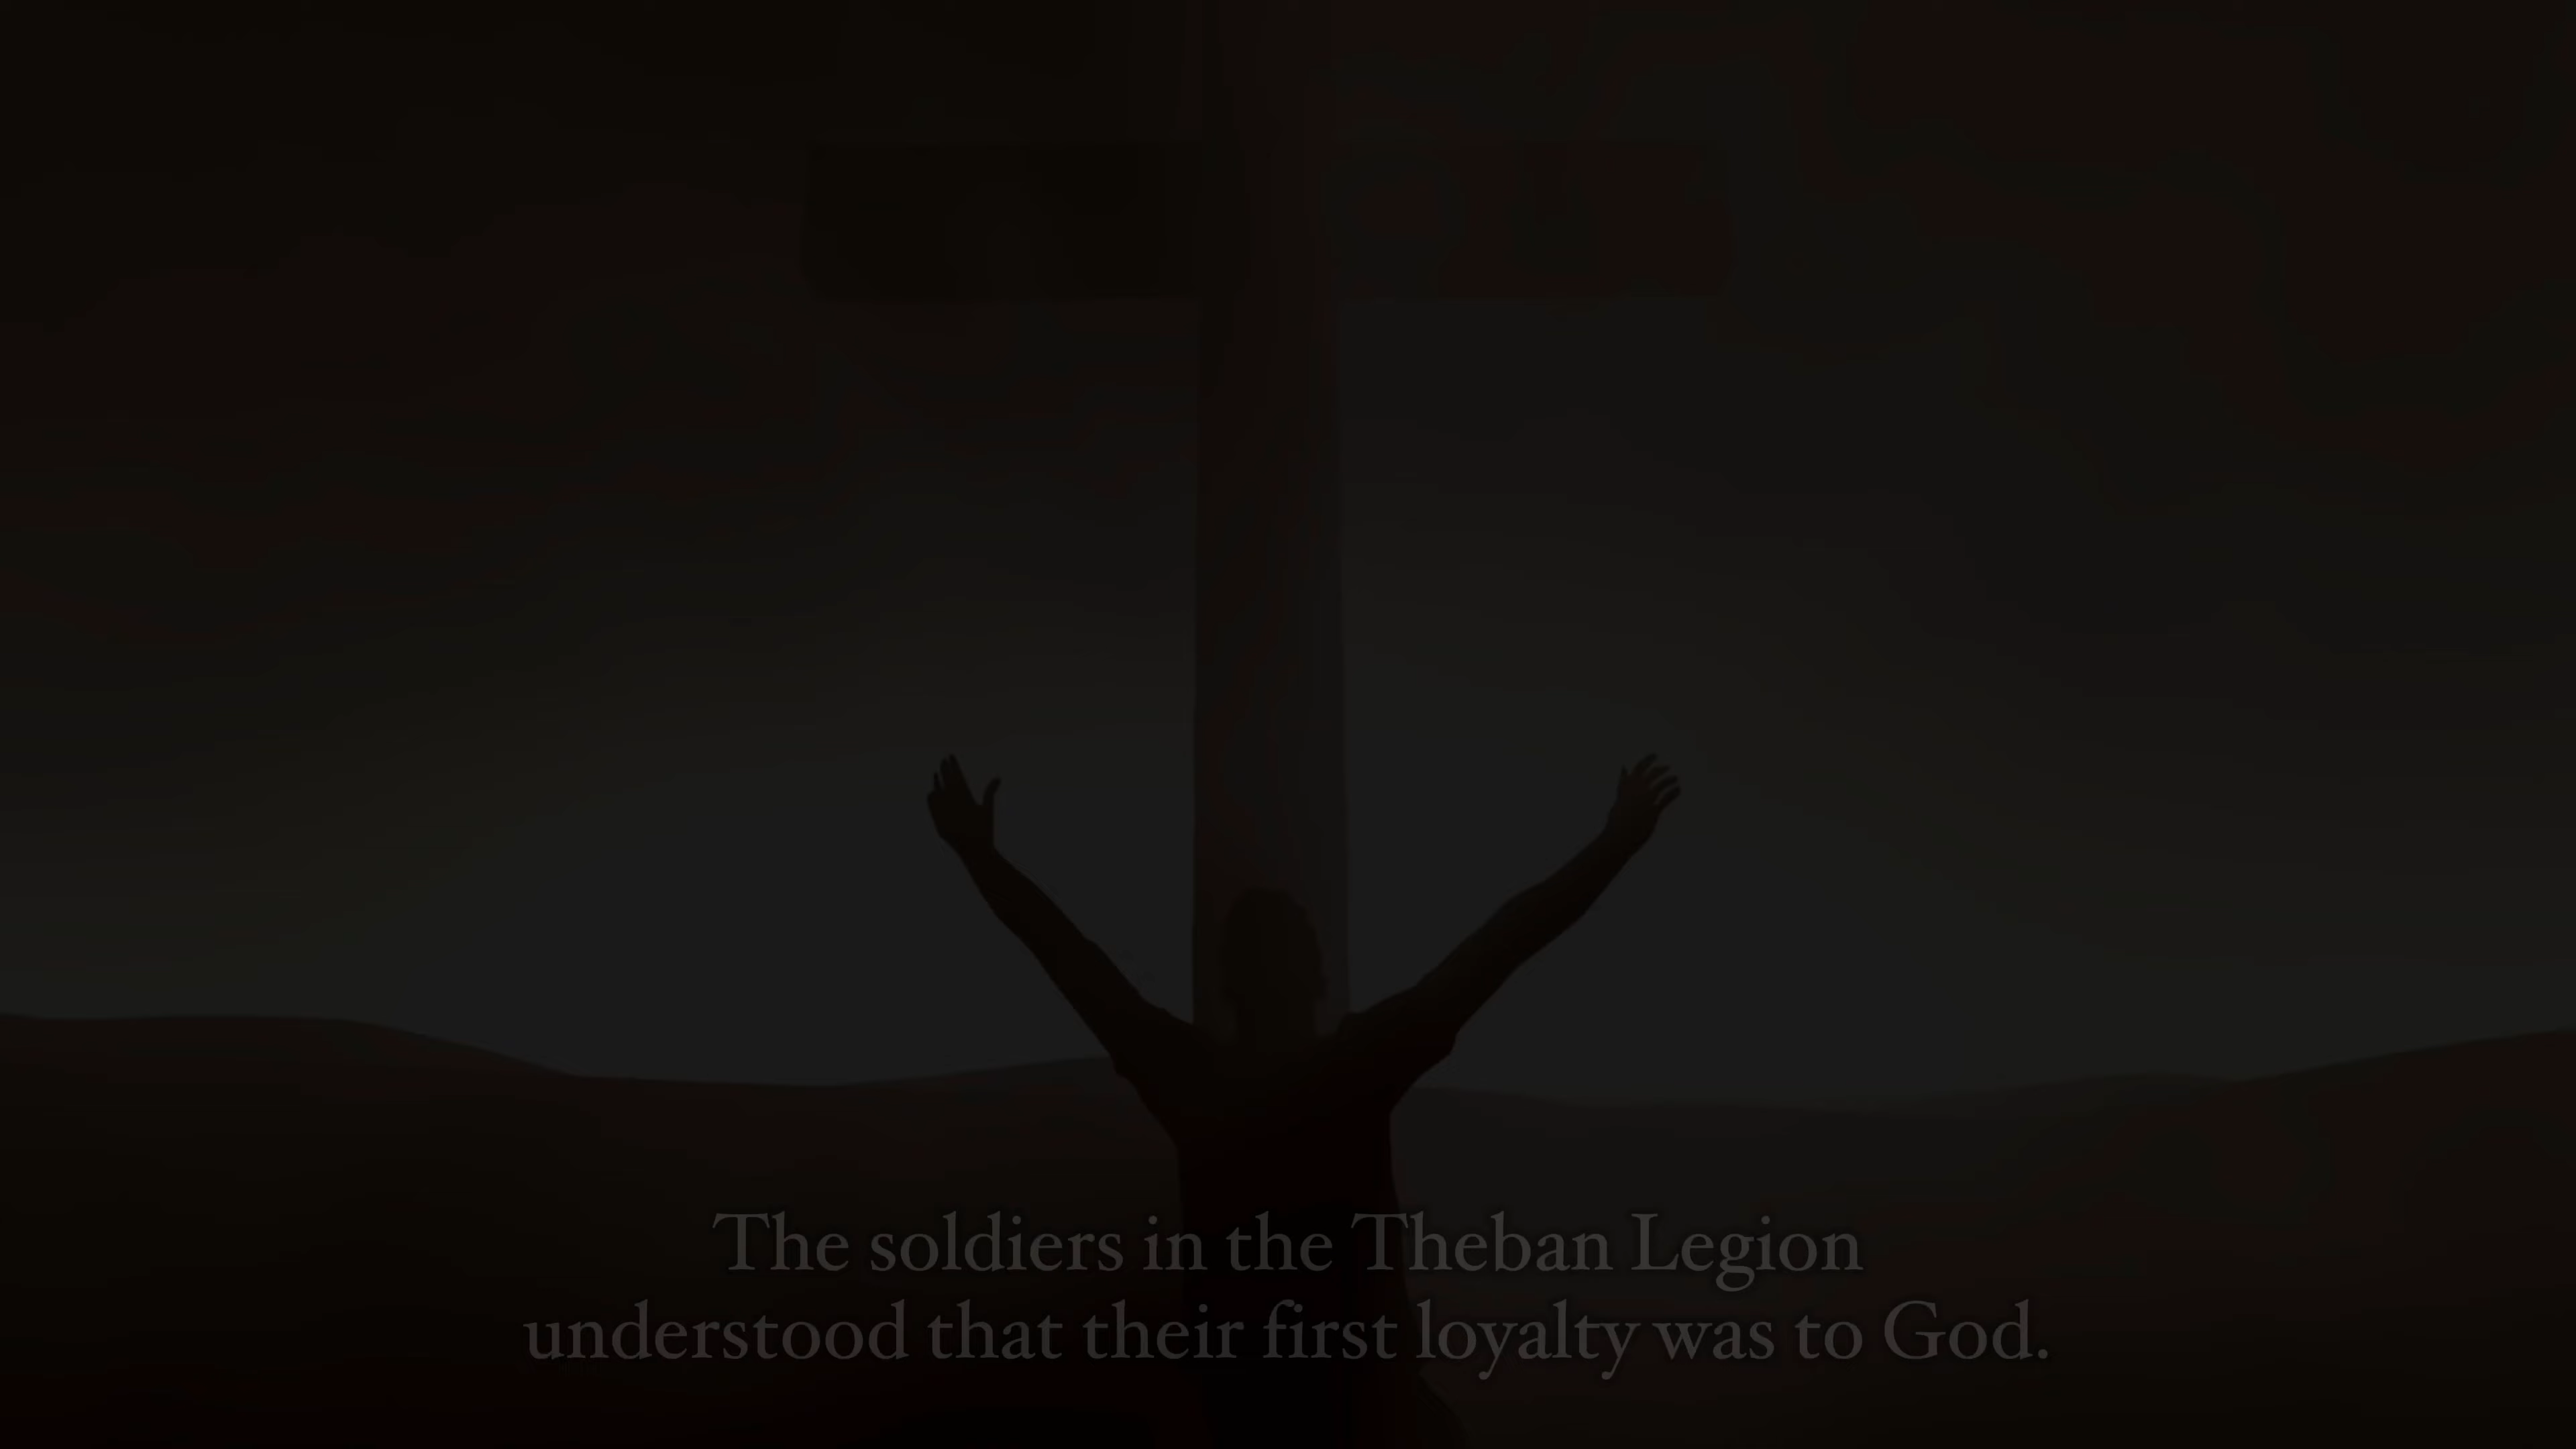 The soldiers in the Theban Legion
understood that their first loyalty was to God.